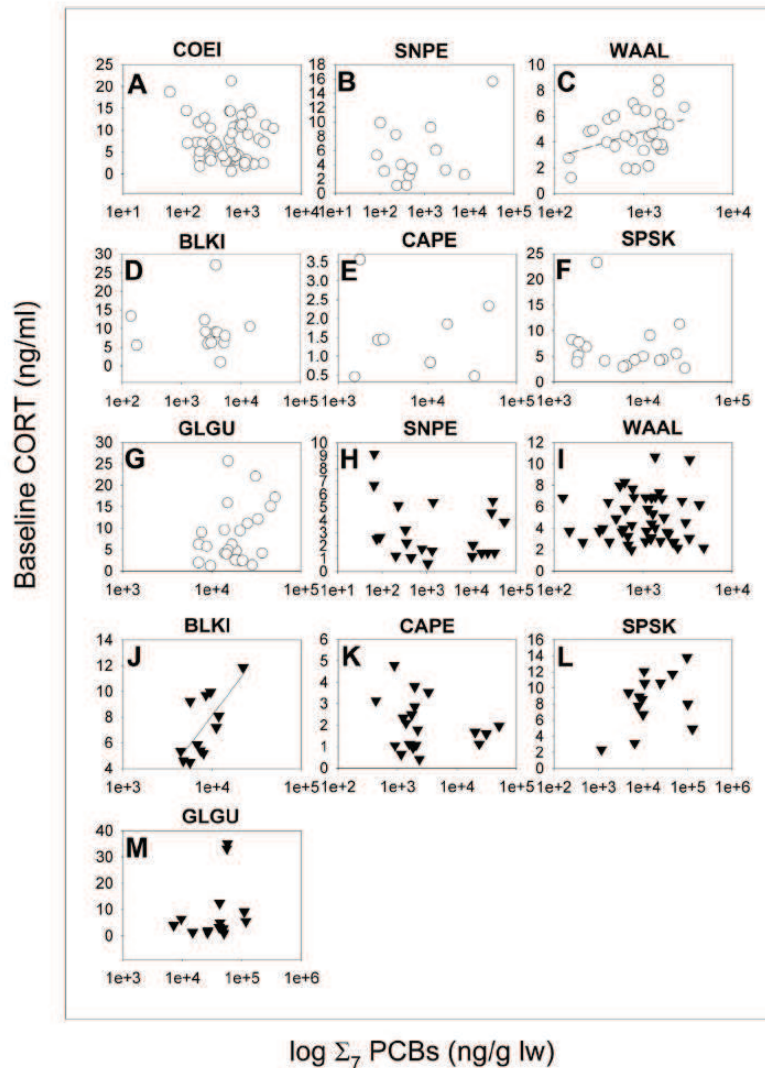 COEI SNPE WAAL
A B C
25 20 15 10 5 0
18 16 14 12 10 8 6 4 2 0
10 8 6 4 2 0
1e+1 1e+2 1e+3 1e+4
1e+1 1e+2 1e+3 1e+4 1e+5
1e+2 1e+3 1e+4
BLKI CAPE SPSK
D E F
30 25 20 15 10 5 0
3.5 3.0 2.5 2.0 1.5 1.0 0.5
25 20 15 10 5 0
1e+2 1e+3 1e+4 1e+5
1e+3 1e+4 1e+5
1e+3 1e+4 1e+5
Baseline CORT (ng/ml)
GLGU SNPE WAAL
G H I
30 25 20 15 10 5 0
10 9 8 7 6 5 4 3 2 1 0
12 10 8 6 4 2 0
1e+3 1e+4 1e+5
1e+1 1e+2 1e+3 1e+4 1e+5
1e+2 1e+3 1e+4
BLKI CAPE SPSK
J K L
14 12 10 8 6 4
6 5 4 3 2 1 0
16 14 12 10 8 6 4 2 0
1e+3 1e+4 1e+5
1e+2 1e+3 1e+4 1e+5
1e+2 1e+3 1e+4 1e+5 1e+6
GLGU
M
40 30 20 10 0
1e+3 1e+4 1e+5 1e+6
log Σ7 PCBs (ng/g lw)